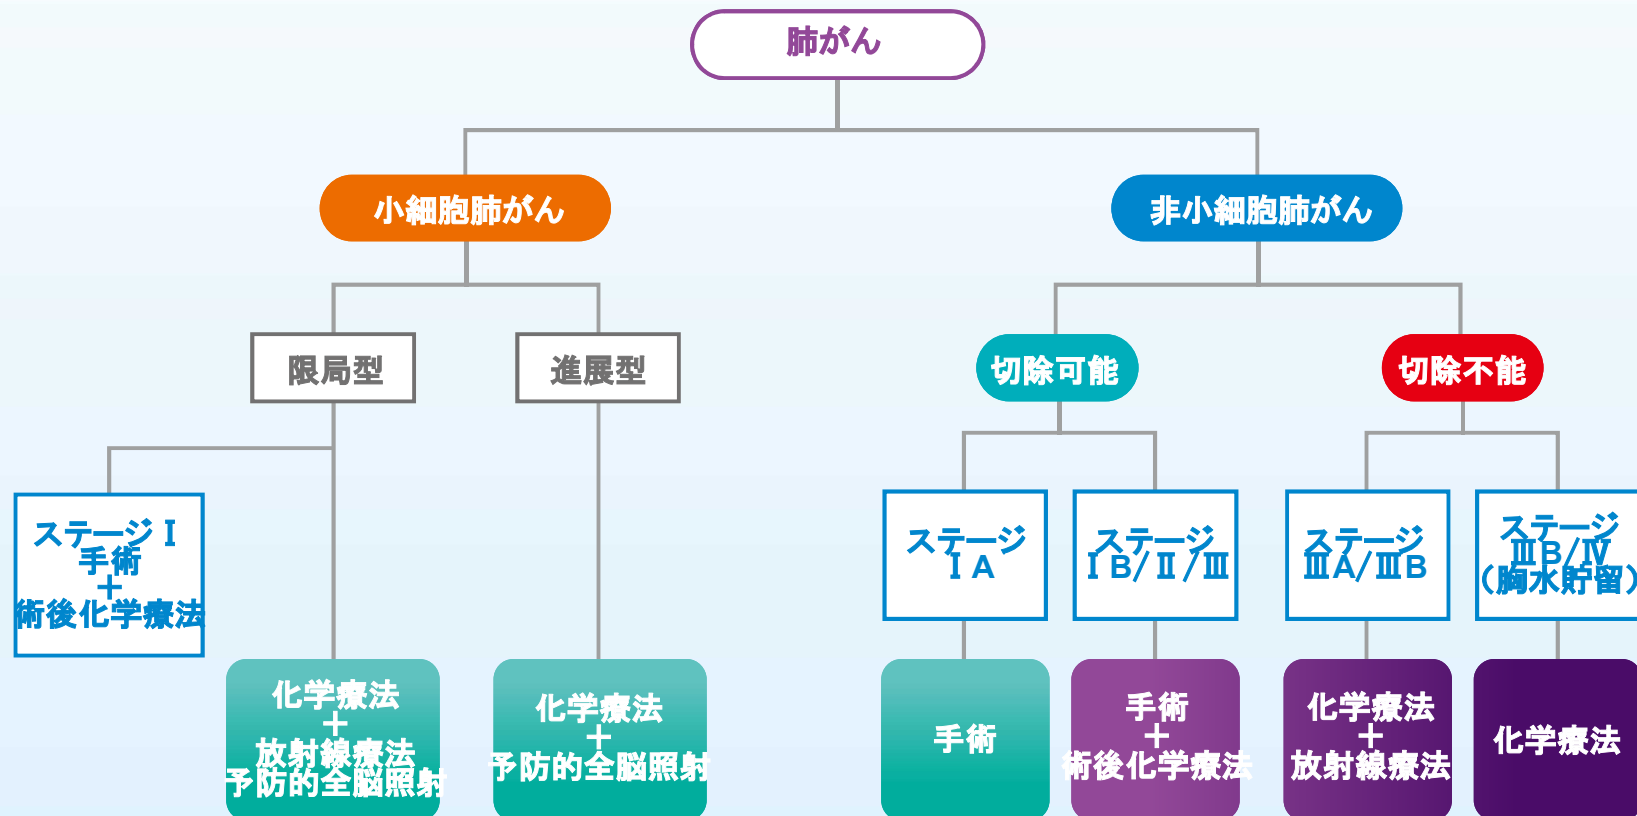 肺がん
小細胞肺がん
非小細胞肺がん
限局型
進展型
切除可能
切除不能
ステージⅠ
手術
＋
術後化学療法
ステージ
ⅠA
ステージ
ⅠB/Ⅱ/Ⅲ
ステージ
ⅢA/ⅢB
ステージ
ⅢB/Ⅳ
（胸水貯留）
化学療法
＋
放射線療法
予防的全脳照射
化学療法
＋
予防的全脳照射
手術
手術
＋
術後化学療法
化学療法
＋
放射線療法
化学療法